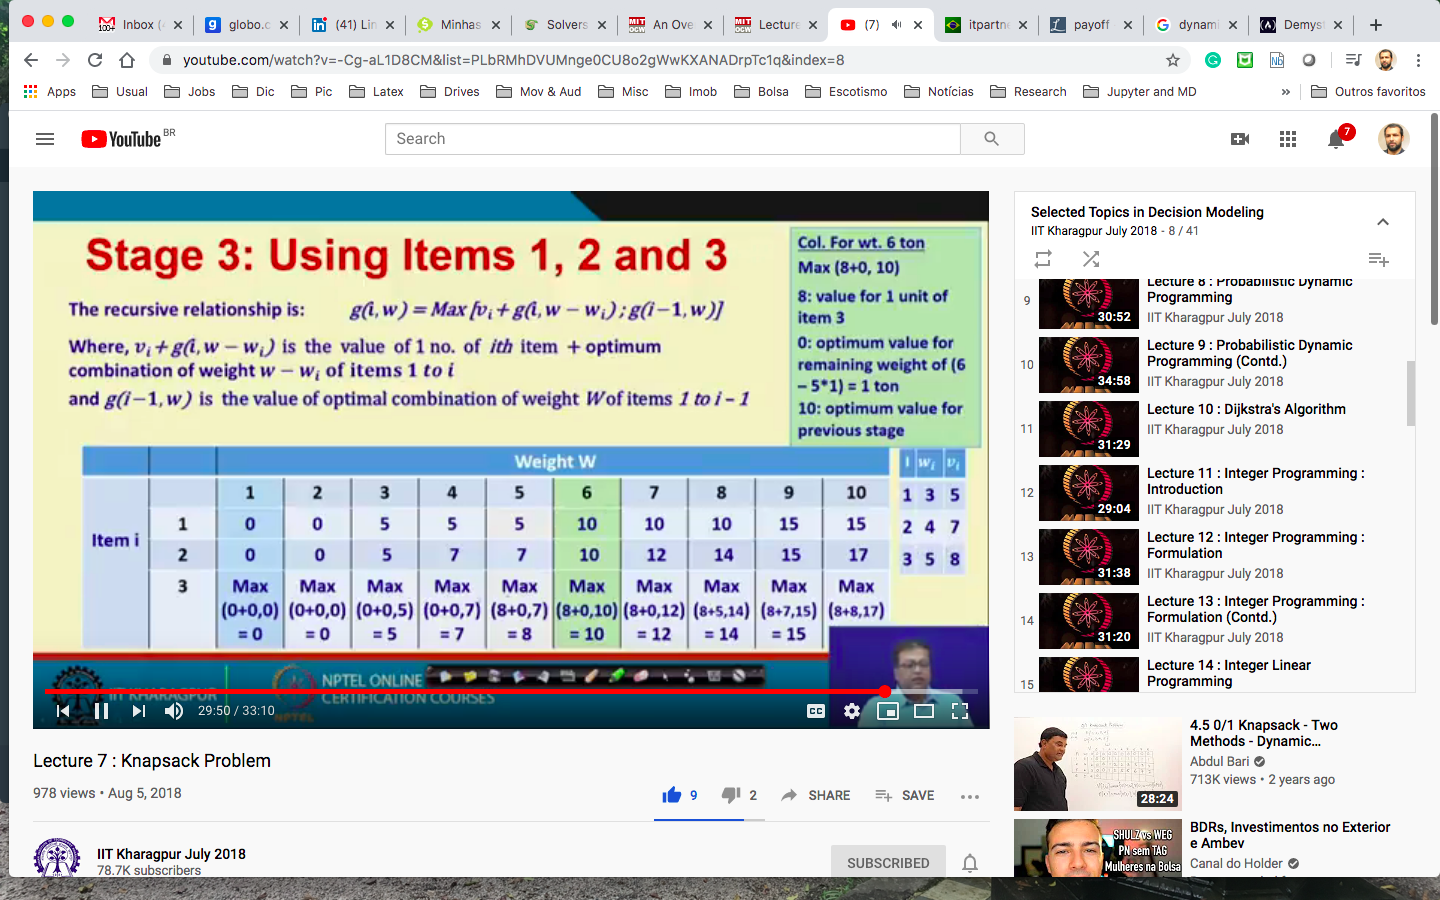 Inbox (4
globo.c
(41) Lin
Minhas
Solvers
An Ove
Lecture
(7)
itpartne
payoff
dynami
Demyst
youtube.com/watch?v=-Cg-aL1D8CM&list=PLbRMhDVUMnge0CU8o2gWwKXANADrpTc1q&index=8
Apps Usual Jobs Dic Pic Latex Drives Mov & Aud Misc Imob Bolsa Escotismo Notícias Research Jupyter and MD » Outros favoritos
YouTube BR
Search
7
Stage 3: Using Items 1, 2 and 3
The recursive relationship is: g(i,w) = Max [vi + g(i, w − wi) ; g(i−1, w)]
Where, vi + g(i, w − wi) is the value of 1 no. of ith item + optimum
combination of weight w − wi of items 1 to i
and g(i−1, w) is the value of optimal combination of weight W of items 1 to i − 1
Col. For wt. 6 ton
Max (8+0, 10)
8: value for 1 unit of
item 3
0: optimum value for
remaining weight of (6
– 5*1) = 1 ton
10: optimum value for
previous stage
Weight W
1 2 3 4 5 6 7 8 9 10
Item i
1 0 0 5 5 5 10 10 10 15 15
2 0 0 5 7 7 10 12 14 15 17
3 Max Max Max Max Max Max Max Max Max Max
(0+0,0) (0+0,0) (0+0,5) (0+0,7) (8+0,7) (8+0,10) (8+0,12) (8+5,14) (8+7,15) (8+8,17)
= 0 = 0 = 5 = 7 = 8 = 10 = 12 = 14 = 15
I wi vi
1 3 5
2 4 7
3 5 8
IIT KHARAGPUR
NPTEL
NPTEL ONLINE
CERTIFICATION COURSES
29:50 / 33:10
CC
Lecture 7 : Knapsack Problem
978 views • Aug 5, 2018
9 2 SHARE SAVE
IIT Kharagpur July 2018
78.7K subscribers
SUBSCRIBED
Selected Topics in Decision Modeling
IIT Kharagpur July 2018 - 8 / 41
9
30:52
Lecture 8 : Probabilistic Dynamic
Programming
IIT Kharagpur July 2018
10
34:58
Lecture 9 : Probabilistic Dynamic
Programming (Contd.)
IIT Kharagpur July 2018
11
31:29
Lecture 10 : Dijkstra's Algorithm
IIT Kharagpur July 2018
12
29:04
Lecture 11 : Integer Programming :
Introduction
IIT Kharagpur July 2018
13
31:38
Lecture 12 : Integer Programming :
Formulation
IIT Kharagpur July 2018
14
31:20
Lecture 13 : Integer Programming :
Formulation (Contd.)
IIT Kharagpur July 2018
15
Lecture 14 : Integer Linear
Programming
28:24
4.5 0/1 Knapsack - Two
Methods - Dynamic...
Abdul Bari
713K views • 2 years ago
SHULZ vs WEG
PN sem TAG
Mulheres na Bolsa
BDRs, Investimentos no Exterior
e Ambev
Canal do Holder